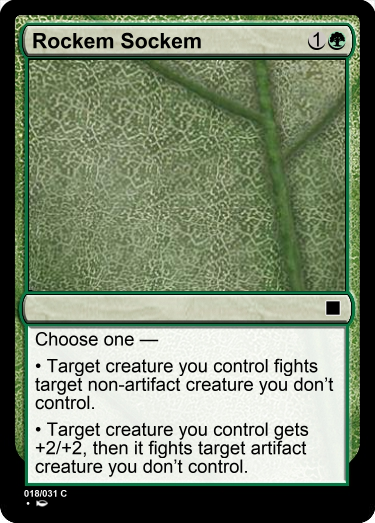 Rockem Sockem 1
Choose one —
• Target creature you control fights
target non-artifact creature you don't
control.
• Target creature you control gets
+2/+2, then it fights target artifact
creature you don't control.
018/031 C
•